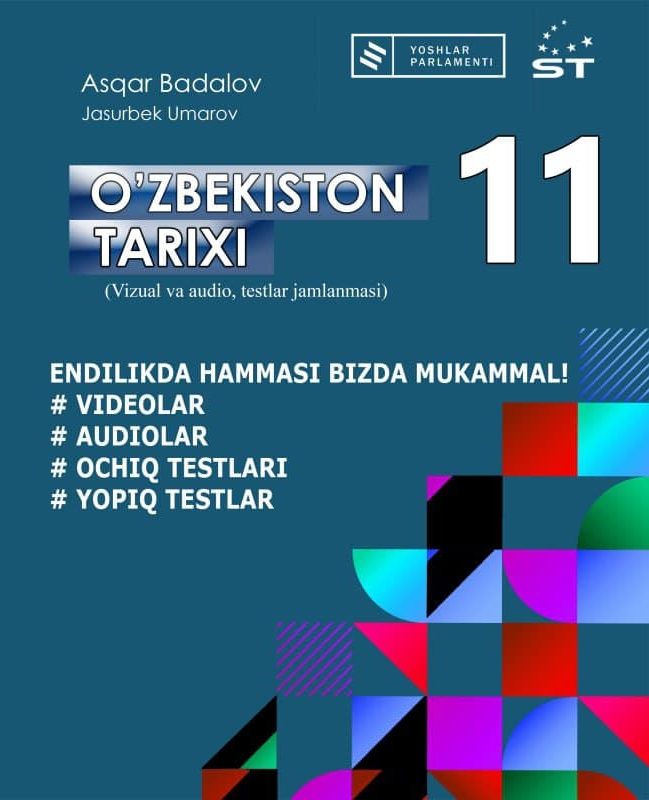 YOSHLAR
PARLAMENTI
ST
Asqar Badalov
Jasurbek Umarov
O’ZBEKISTON
TARIXI
11
(Vizual va audio, testlar jamlanmasi)
ENDILIKDA HAMMASI BIZDA MUKAMMAL!
# VIDEOLAR
# AUDIOLAR
# OCHIQ TESTLARI
# YOPIQ TESTLAR